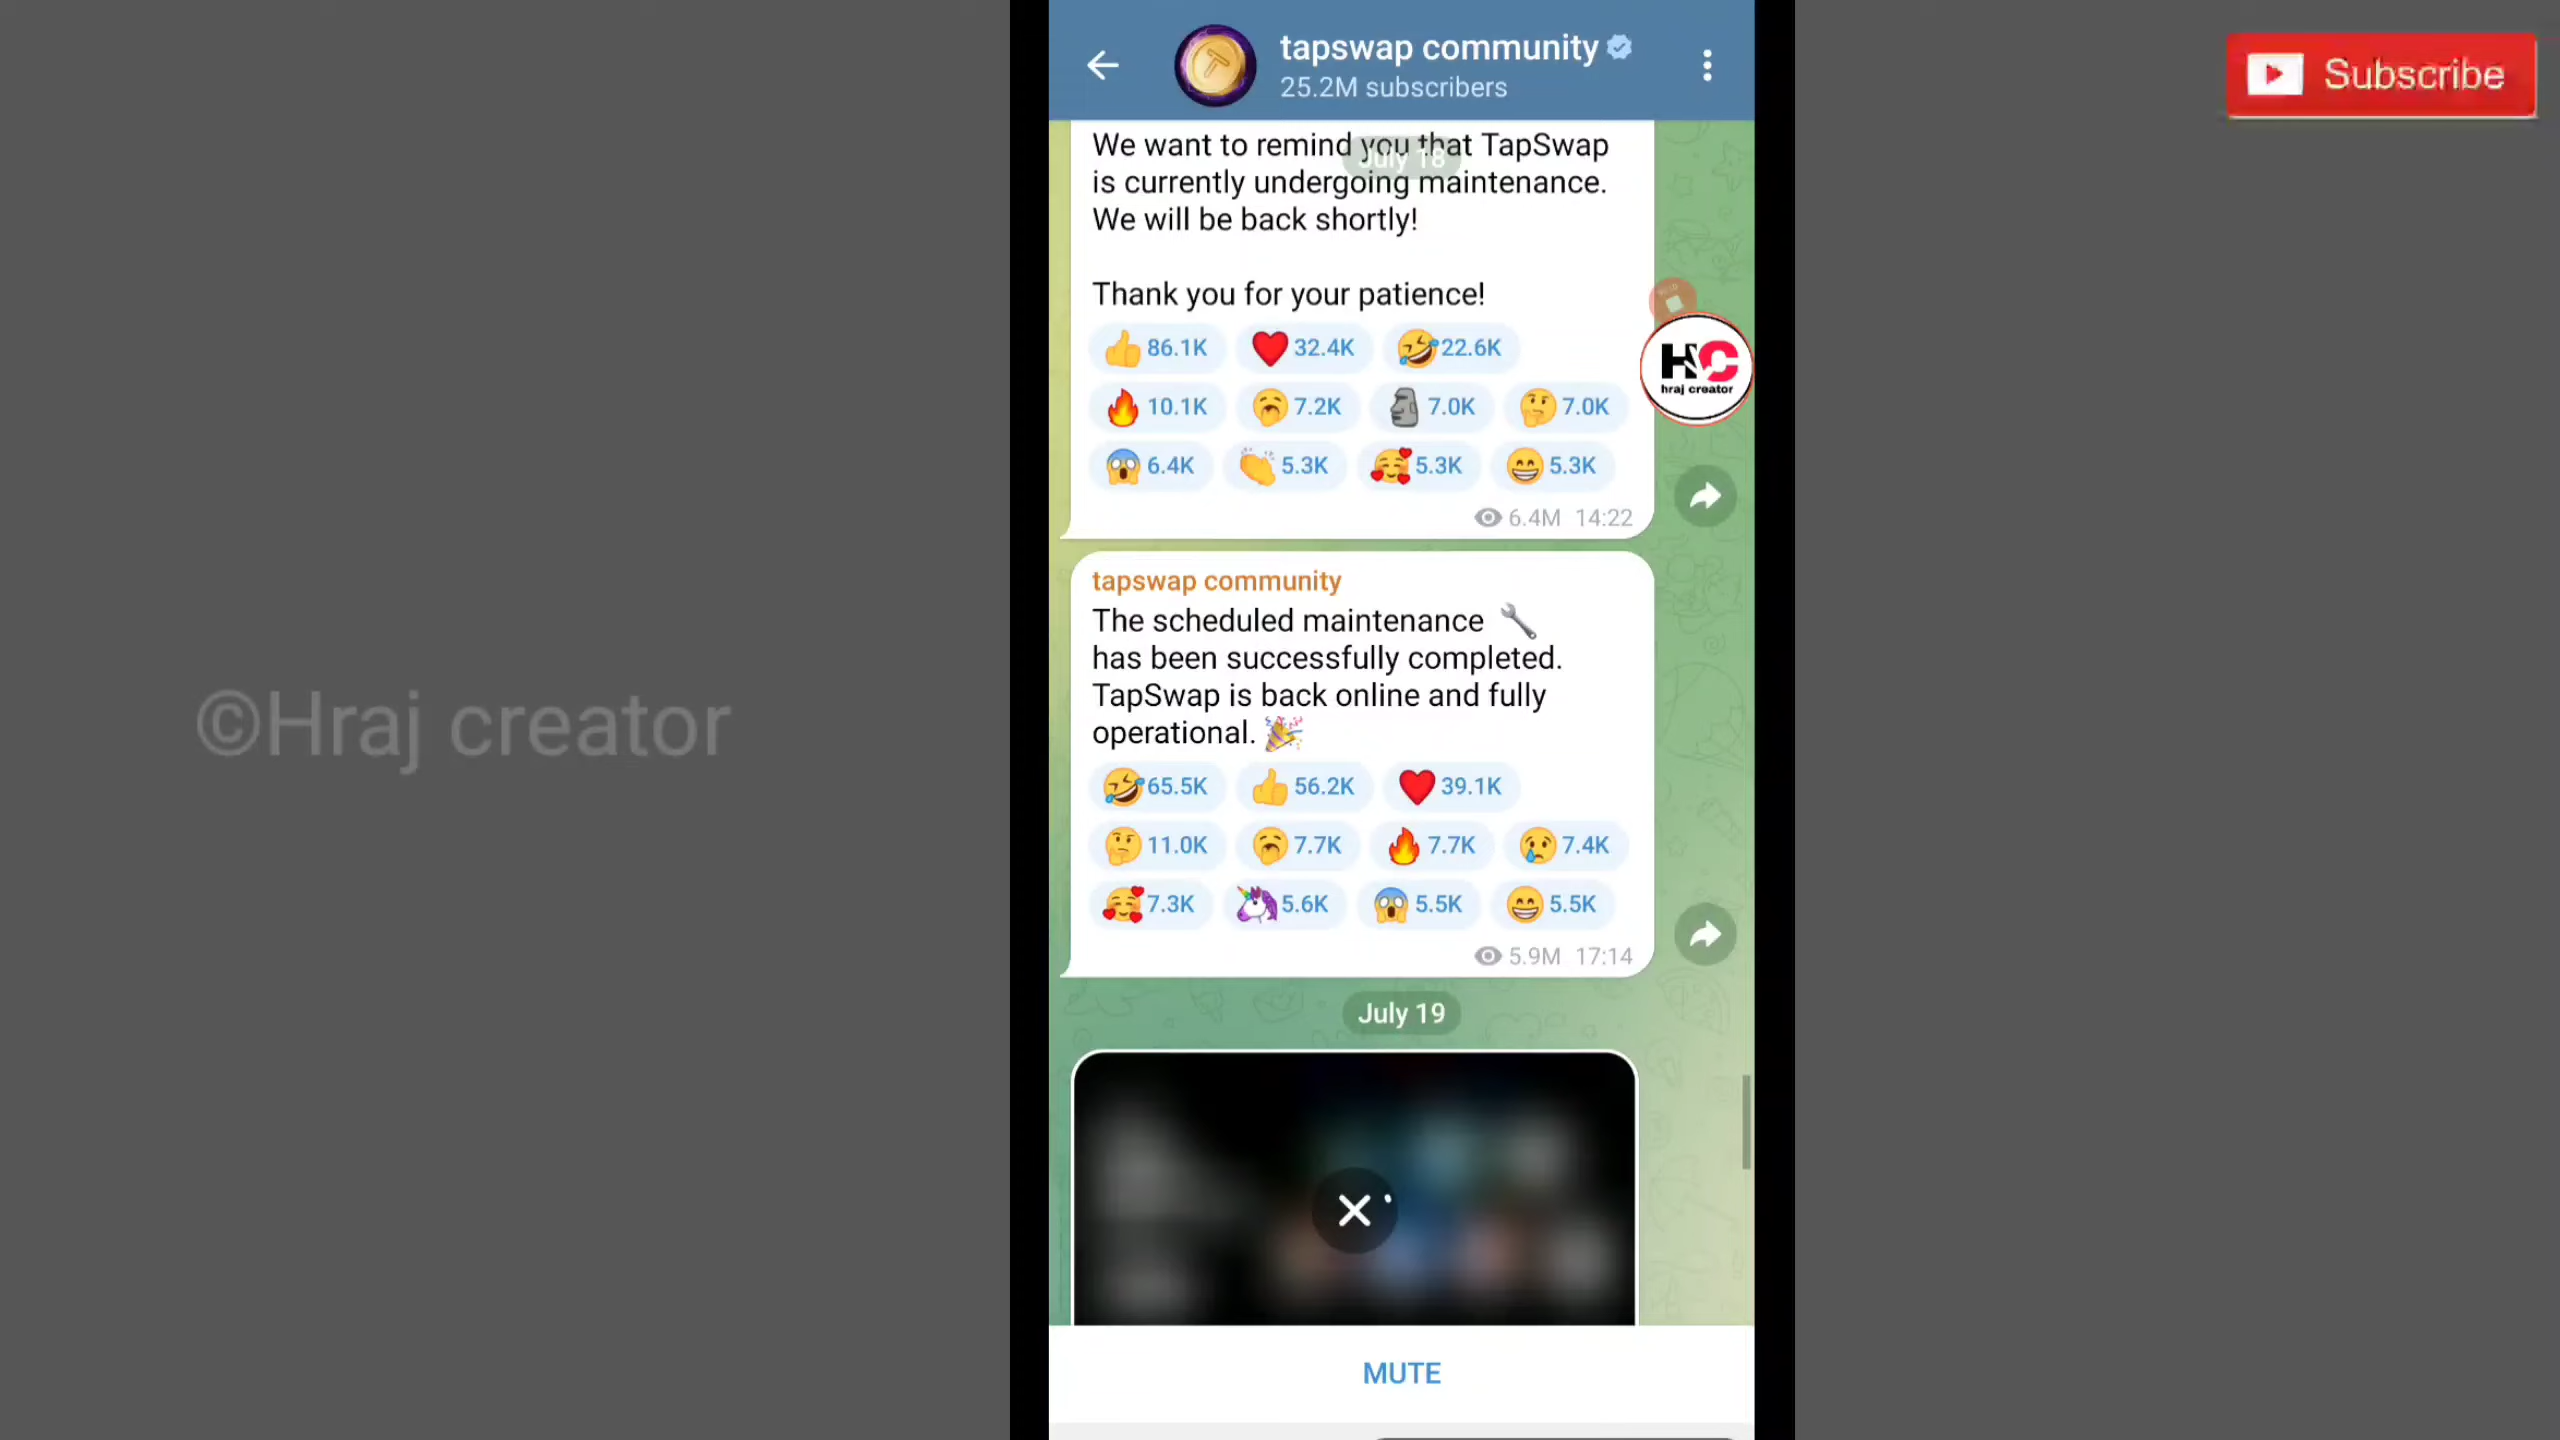 tapswap community
25.2M subscribers
Subscribe
We want to remind you that TapSwap
July 18
is currently undergoing maintenance.
We will be back shortly!
Thank you for your patience!
86.1K 32.4K 22.6K
HC
hraj creator
10.1K 7.2K 7.0K 7.0K
6.4K 5.3K 5.3K 5.3K
6.4M 14:22
tapswap community
The scheduled maintenance
has been successfully completed.
TapSwap is back online and fully
operational.
©Hraj creator
65.5K 56.2K 39.1K
11.0K 7.7K 7.7K 7.4K
7.3K 5.6K 5.5K 5.5K
5.9M 17:14
July 19
MUTE